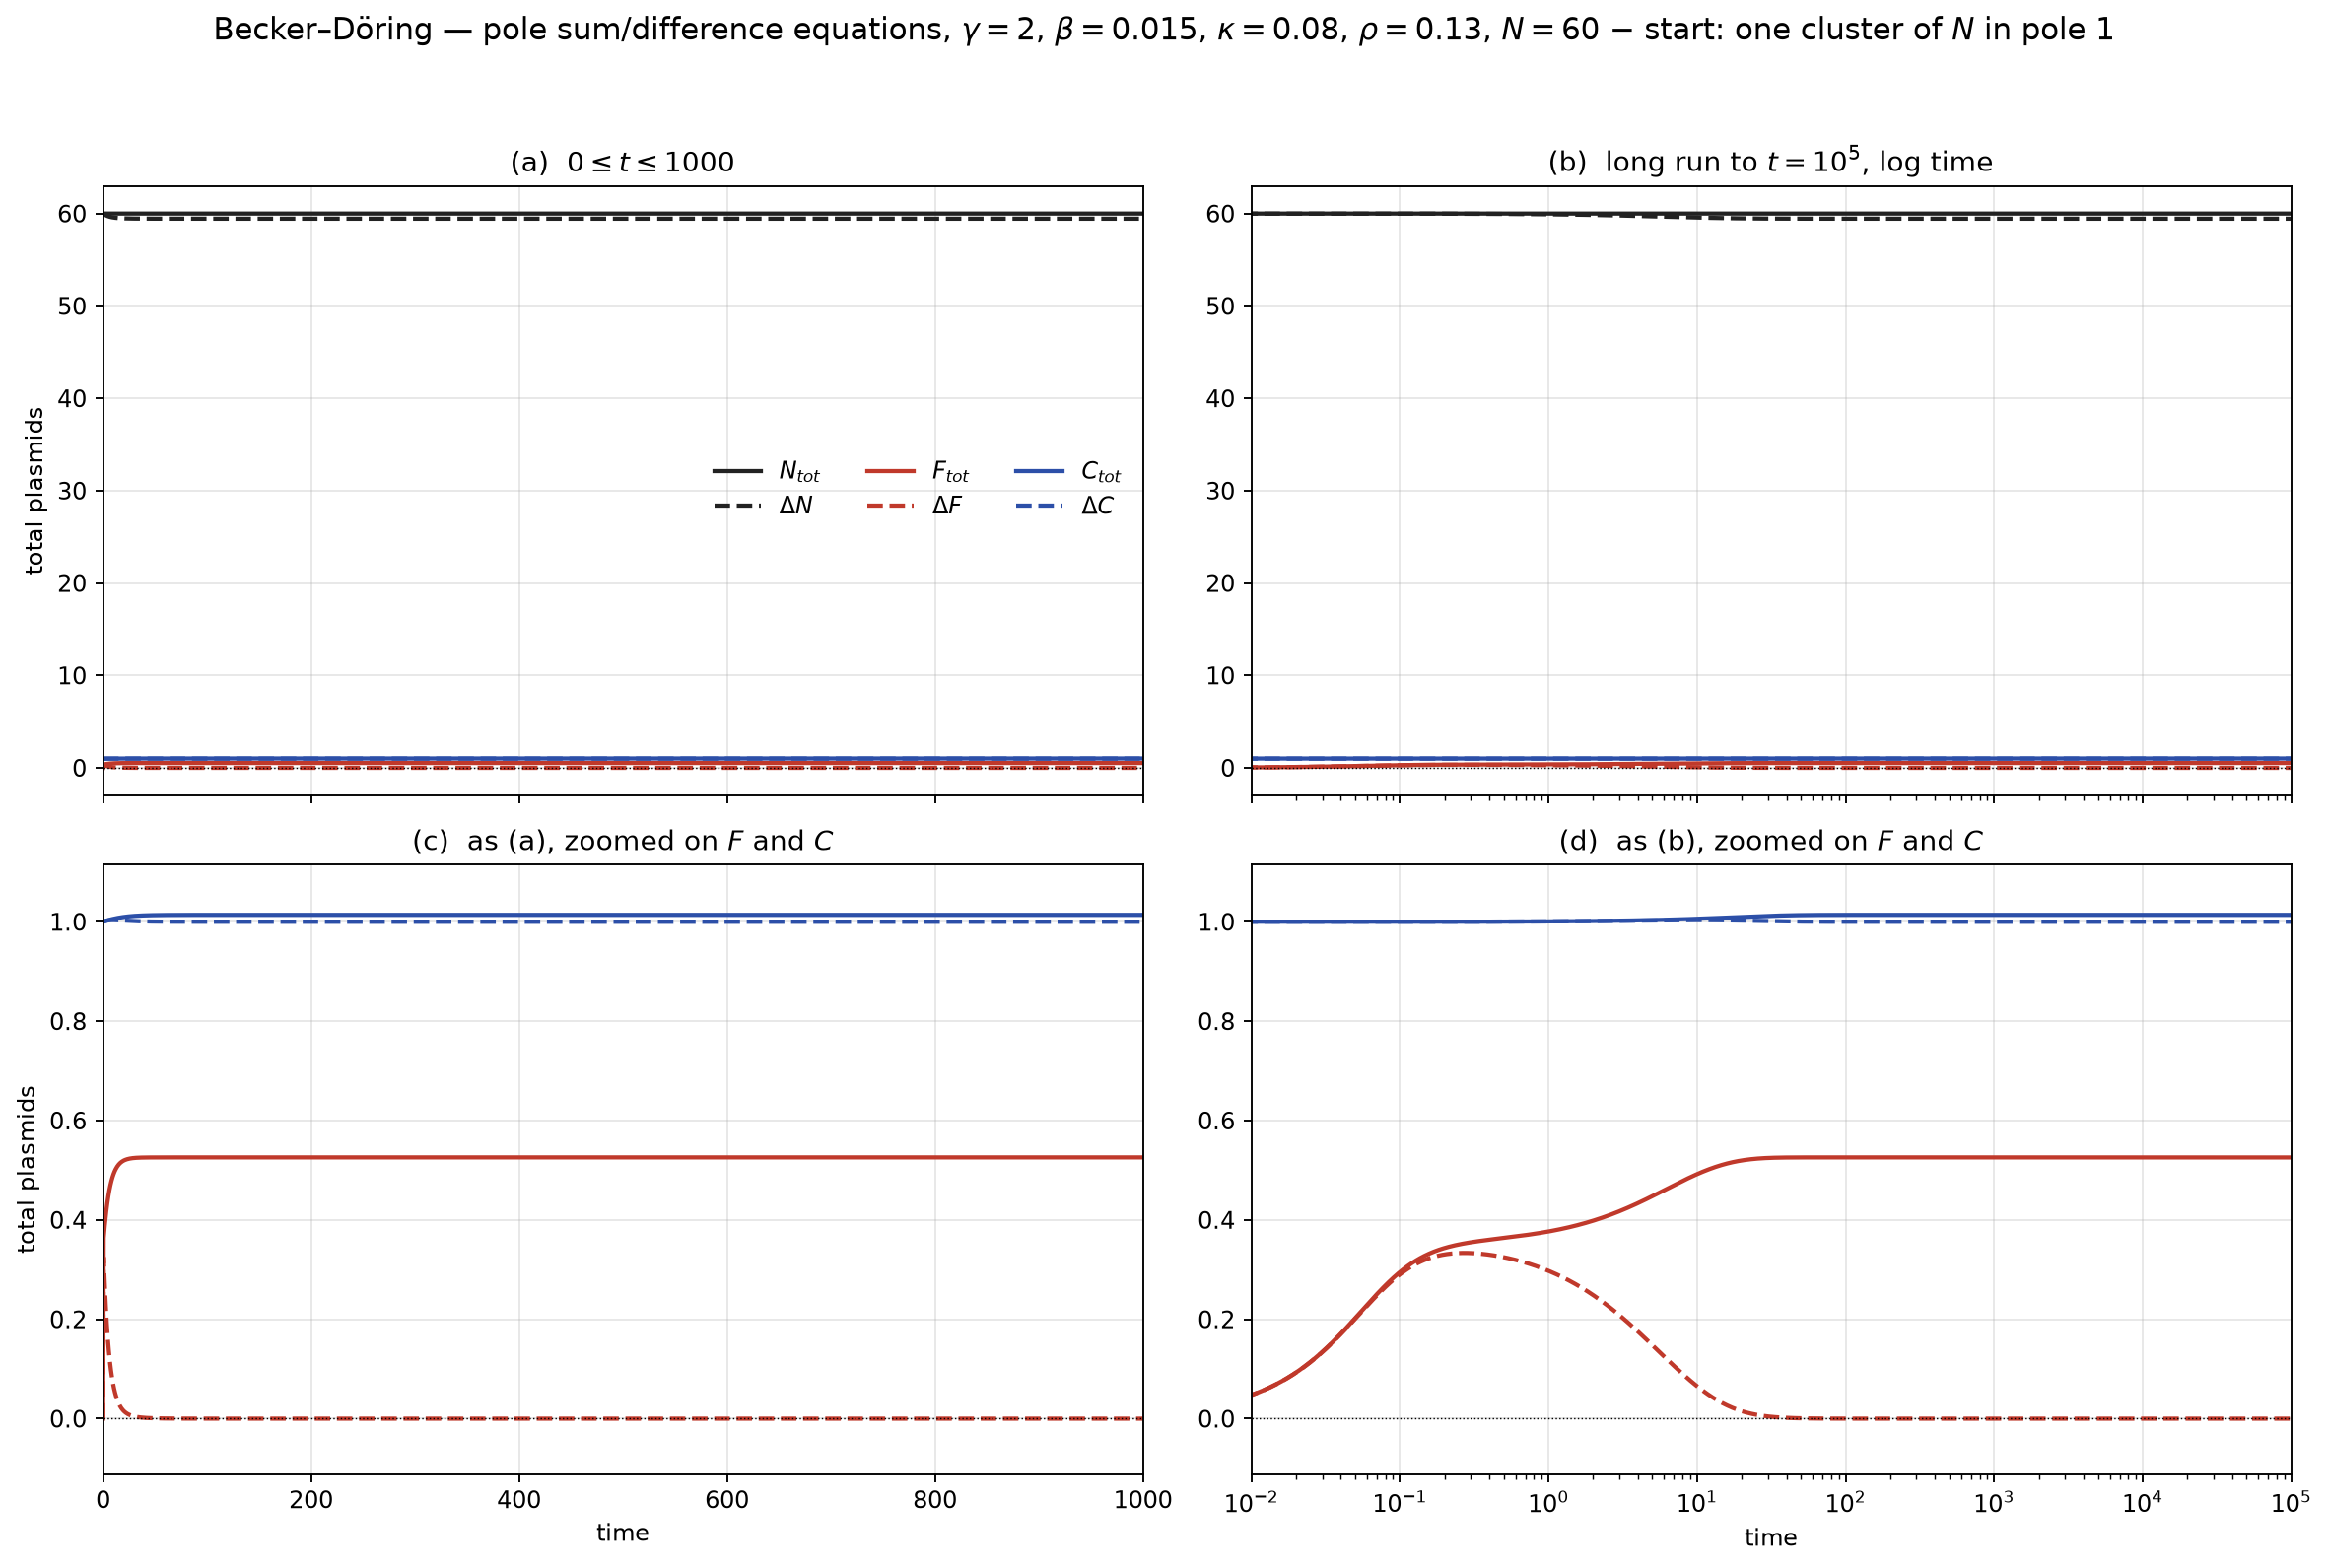 Becker–Döring — pole sum/difference equations, γ = 2, β = 0.015, κ = 0.08, ρ = 0.13, N = 60 − start: one cluster of N in pole 1
(a) 0 ≤ t ≤ 1000
total plasmids
60
50
40
30
20
10
0
N_tot F_tot C_tot
ΔN ΔF ΔC
(b) long run to t = 10^5, log time
60
50
40
30
20
10
0
(c) as (a), zoomed on F and C
total plasmids
1.0
0.8
0.6
0.4
0.2
0.0
0 200 400 600 800 1000
time
(d) as (b), zoomed on F and C
1.0
0.8
0.6
0.4
0.2
0.0
10^−2 10^−1 10^0 10^1 10^2 10^3 10^4 10^5
time